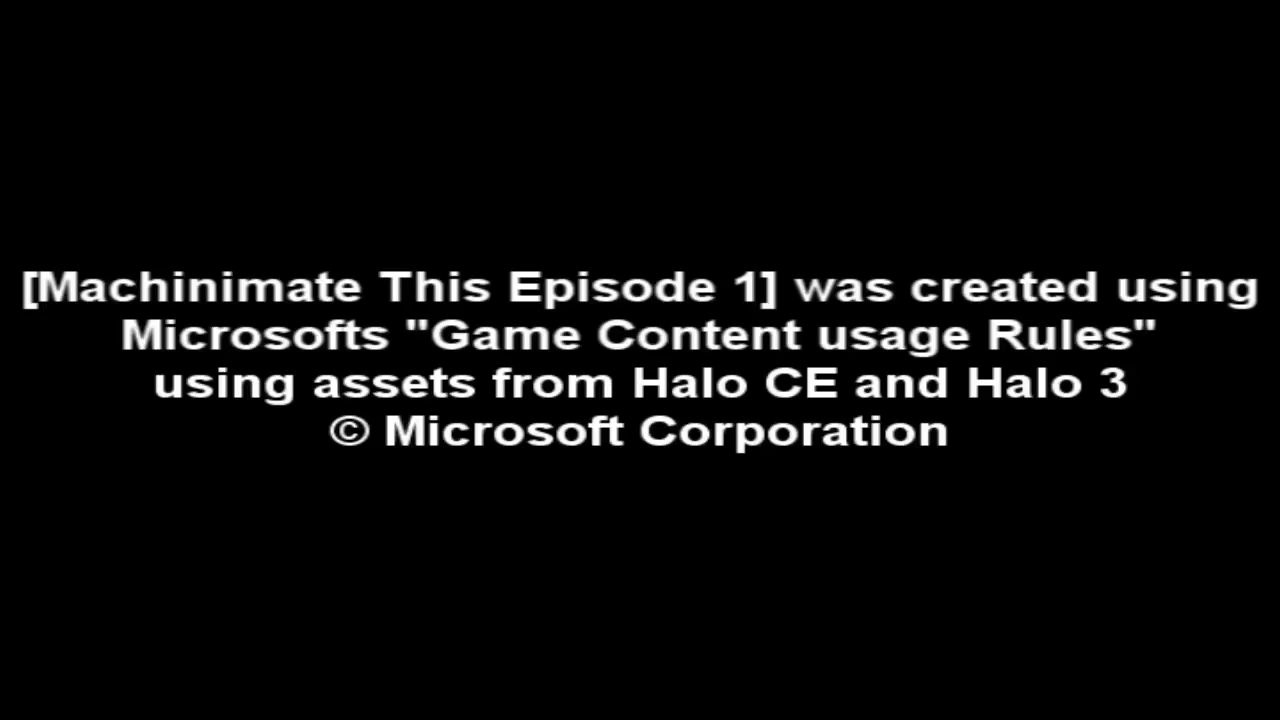 [Machinimate This Episode 1] was created using
Microsofts "Game Content usage Rules"
using assets from Halo CE and Halo 3
© Microsoft Corporation